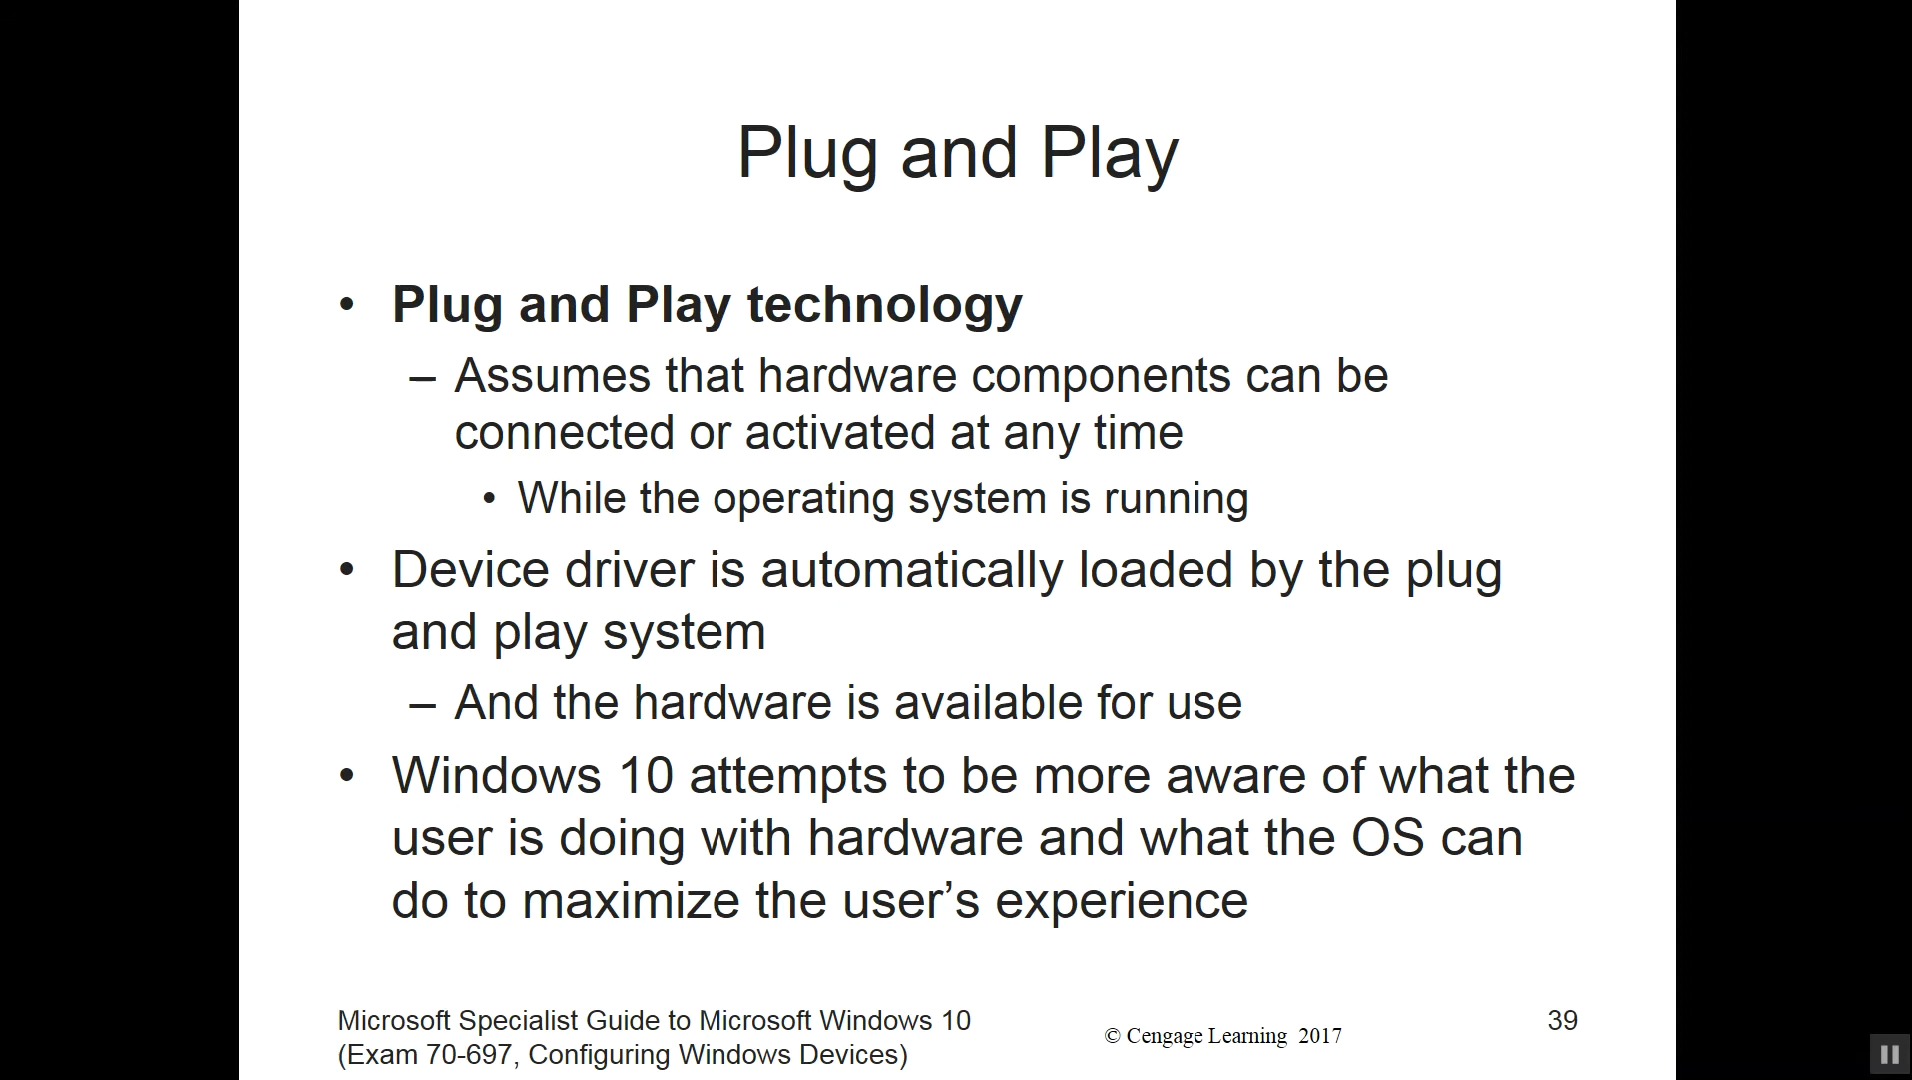 Plug and Play
• Plug and Play technology
– Assumes that hardware components can be
connected or activated at any time
• While the operating system is running
• Device driver is automatically loaded by the plug
and play system
– And the hardware is available for use
• Windows 10 attempts to be more aware of what the
user is doing with hardware and what the OS can
do to maximize the user’s experience
Microsoft Specialist Guide to Microsoft Windows 10
(Exam 70-697, Configuring Windows Devices)
© Cengage Learning 2017
39